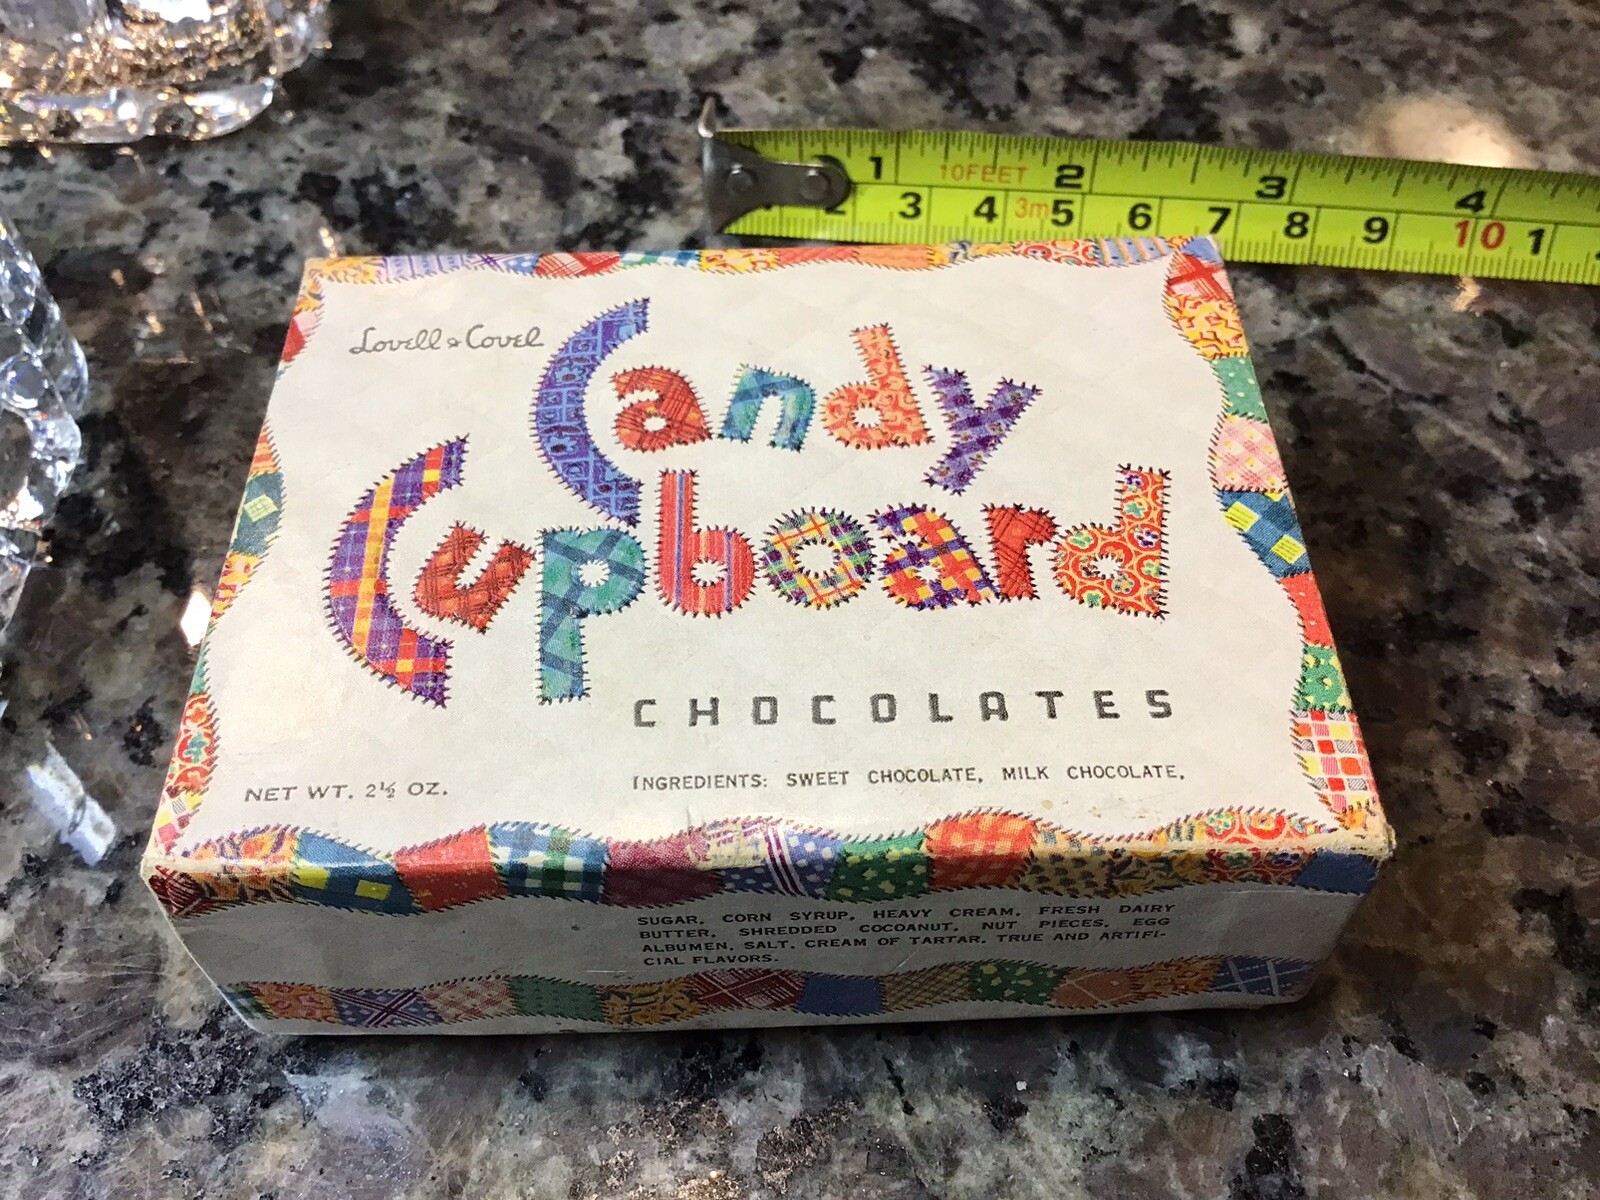 1 10FEET 2 3 4
3 4 3m 5 6 7 8 9 10 1
Lovell & Covel
Candy
Cupboard
CHOCOLATES
NET WT. 2½ OZ.
INGREDIENTS: SWEET CHOCOLATE, MILK CHOCOLATE,
SUGAR, CORN SYRUP, HEAVY CREAM, FRESH DAIRY
BUTTER, SHREDDED COCOANUT, NUT PIECES, EGG
ALBUMEN, SALT, CREAM OF TARTAR, TRUE AND ARTIFI-
CIAL FLAVORS.